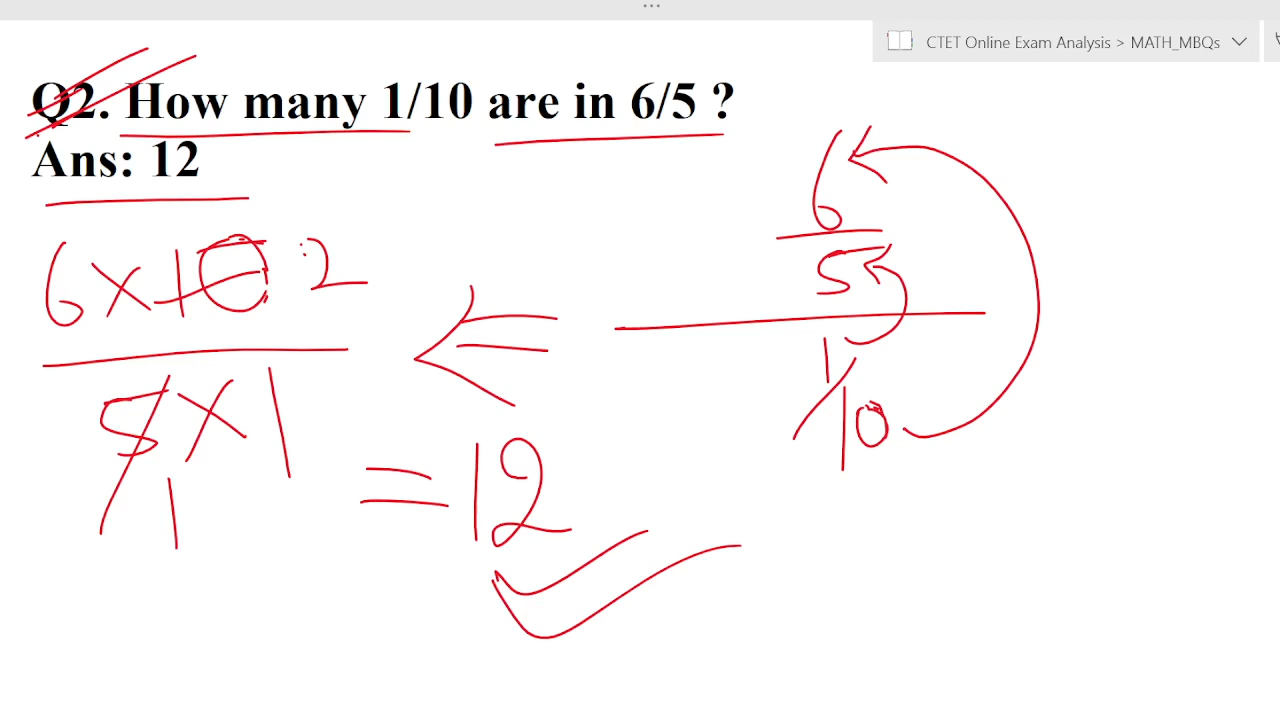 ...
CTET Online Exam Analysis > MATH_MBQs
Q2. How many 1/10 are in 6/5 ?
Ans: 12
6
5
1
10
6 x 10 2
5 x 1
1
= 12